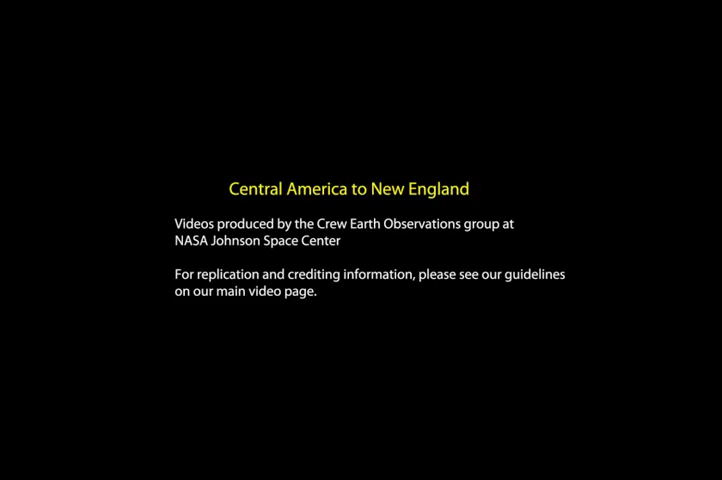 Central America to New England
Videos produced by the Crew Earth Observations group at
NASA Johnson Space Center
For replication and crediting information, please see our guidelines
on our main video page.